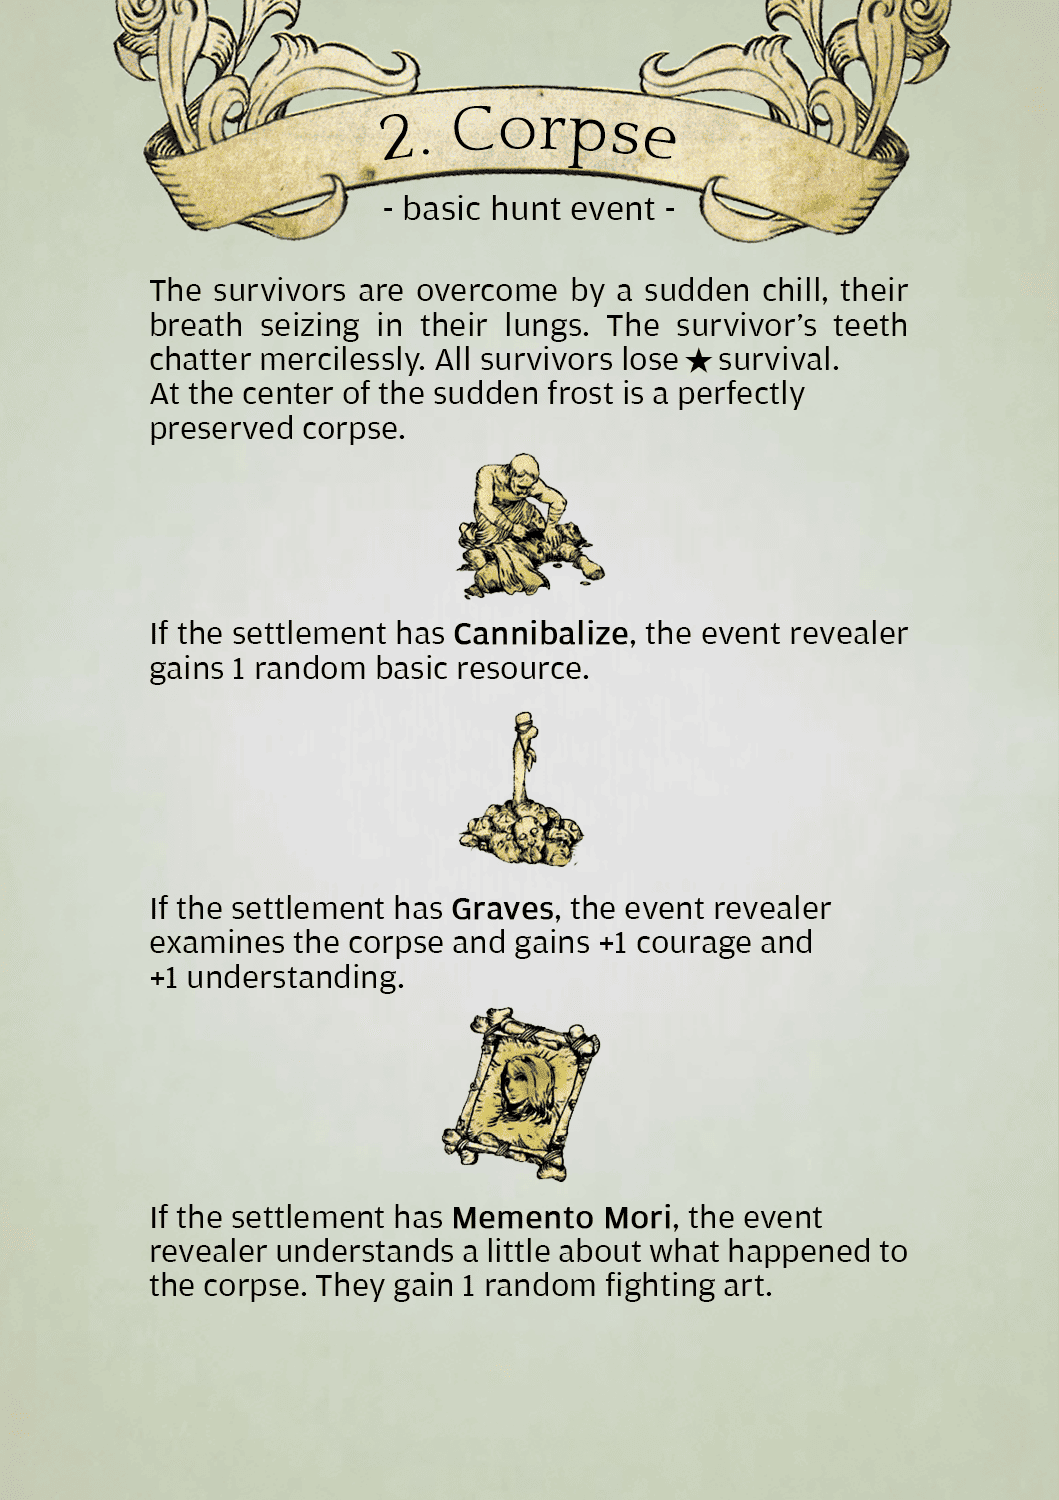 2. Corpse
- basic hunt event -
The survivors are overcome by a sudden chill, their
breath seizing in their lungs. The survivor’s teeth
chatter mercilessly. All survivors lose ★ survival.
At the center of the sudden frost is a perfectly
preserved corpse.
If the settlement has Cannibalize, the event revealer
gains 1 random basic resource.
If the settlement has Graves, the event revealer
examines the corpse and gains +1 courage and
+1 understanding.
If the settlement has Memento Mori, the event
revealer understands a little about what happened to
the corpse. They gain 1 random fighting art.